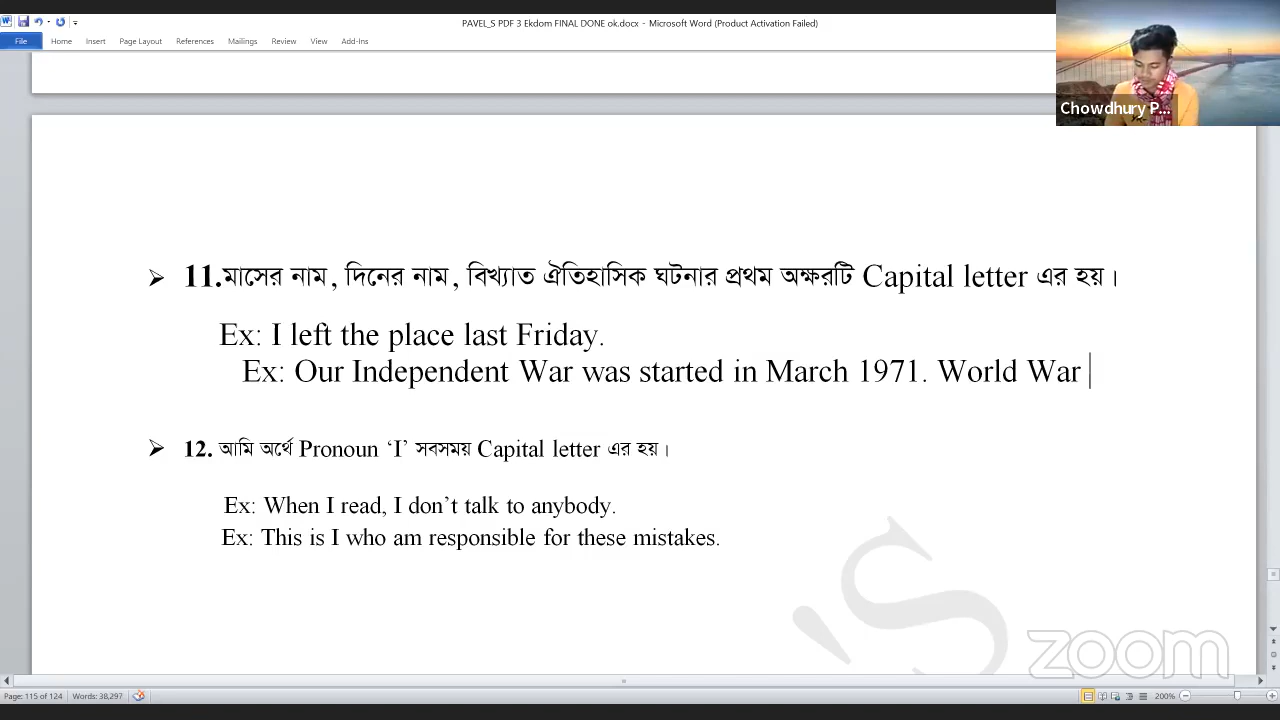 PAVEL_S PDF 3 Ekdom FINAL DONE ok.docx - Microsoft Word (Product Activation Failed)
File Home Insert Page Layout References Mailings Review View Add-Ins
Chowdhury P...
➢ 11.মাসের নাম, দিনের নাম, বিখ্যাত ঐতিহাসিক ঘটনার প্রথম অক্ষরটি Capital letter এর হয়।
Ex: I left the place last Friday.
Ex: Our Independent War was started in March 1971. World War
➢ 12. আমি অর্থে Pronoun ‘I’ সবসময় Capital letter এর হয়।
Ex: When I read, I don’t talk to anybody.
Ex: This is I who am responsible for these mistakes.
'S
zoom
Page: 115 of 124 Words: 38,297 200%